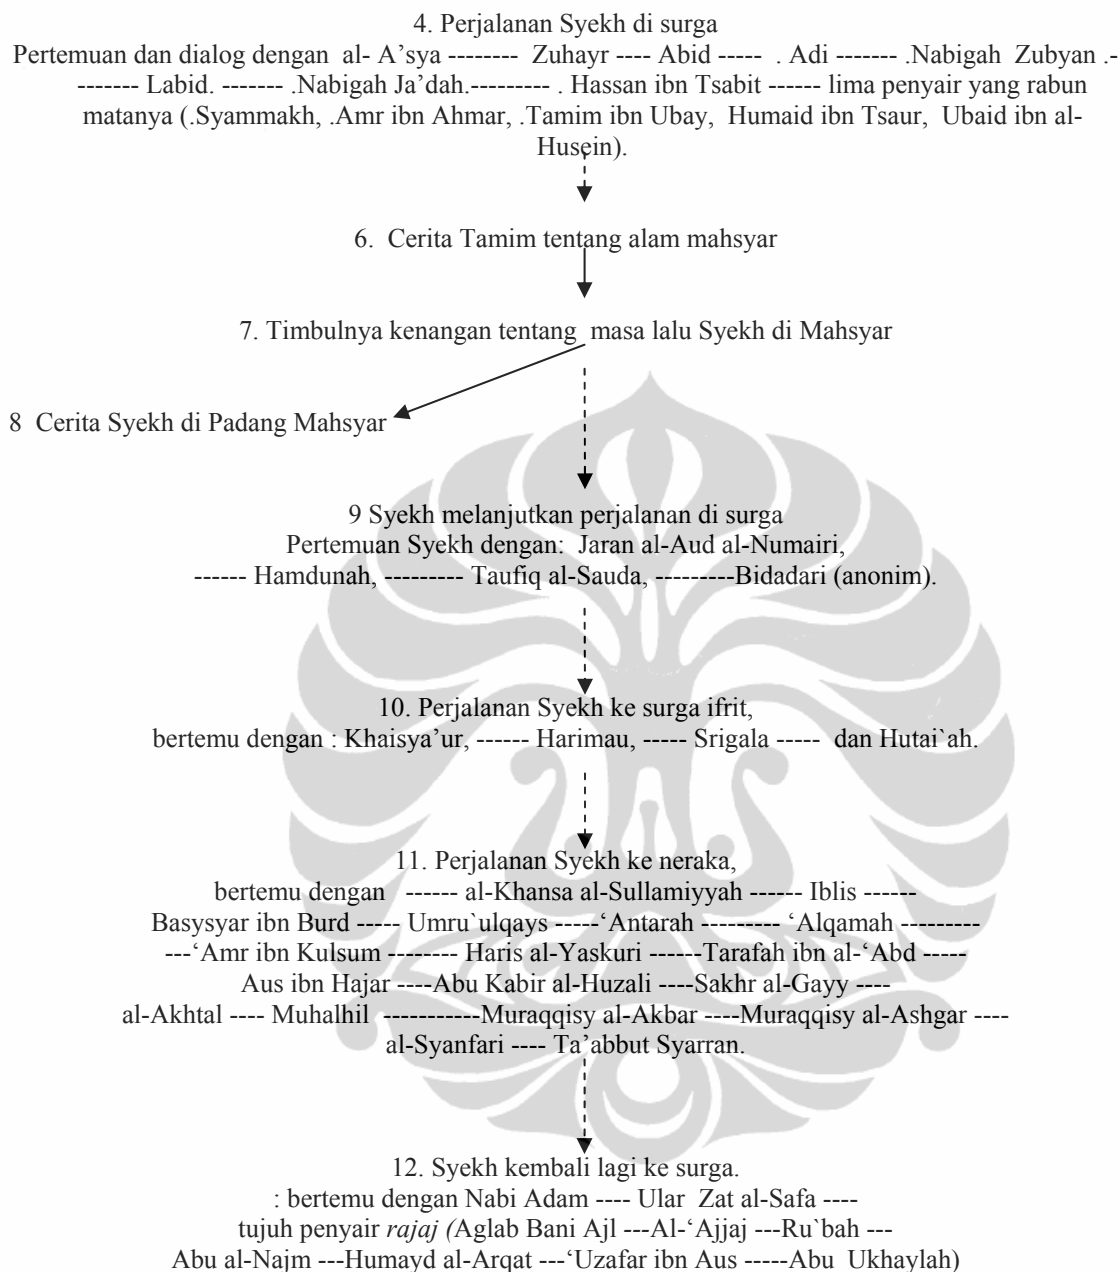 4. Perjalanan Syekh di surga
Pertemuan dan dialog dengan  al- A’sya --------  Zuhayr ---- Abid -----  . Adi ------- .Nabigah  Zubyan .-
------- Labid. ------- .Nabigah Ja’dah.--------- . Hassan ibn Tsabit ------ lima penyair yang rabun
matanya (.Syammakh, .Amr ibn Ahmar, .Tamim ibn Ubay,  Humaid ibn Tsaur,  Ubaid ibn al-
Husein).
6.  Cerita Tamim tentang alam mahsyar
7. Timbulnya kenangan tentang  masa lalu Syekh di Mahsyar
8  Cerita Syekh di Padang Mahsyar
9 Syekh melanjutkan perjalanan di surga
Pertemuan Syekh dengan:  Jaran al-Aud al-Numairi,
------ Hamdunah, --------- Taufiq al-Sauda, ---------Bidadari (anonim).
10. Perjalanan Syekh ke surga ifrit,
bertemu dengan : Khaisya’ur, ------ Harimau, ----- Srigala -----  dan Hutai`ah.
11. Perjalanan Syekh ke neraka,
bertemu dengan   ------ al-Khansa al-Sullamiyyah ------ Iblis ------
Basysyar ibn Burd ----- Umru`ulqays -----‘Antarah --------- ‘Alqamah ---------
---‘Amr ibn Kulsum -------- Haris al-Yaskuri ------Tarafah ibn al-‘Abd -----
Aus ibn Hajar ----Abu Kabir al-Huzali ----Sakhr al-Gayy ----
al-Akhtal ---- Muhalhil  -----------Muraqqisy al-Akbar ----Muraqqisy al-Ashgar ----
al-Syanfari ---- Ta’abbut Syarran.
12. Syekh kembali lagi ke surga.
: bertemu dengan Nabi Adam ---- Ular  Zat al-Safa ----
tujuh penyair rajaj (Aglab Bani Ajl ---Al-‘Ajjaj ---Ru`bah ---
Abu al-Najm ---Humayd al-Arqat ---‘Uzafar ibn Aus -----Abu  Ukhaylah)